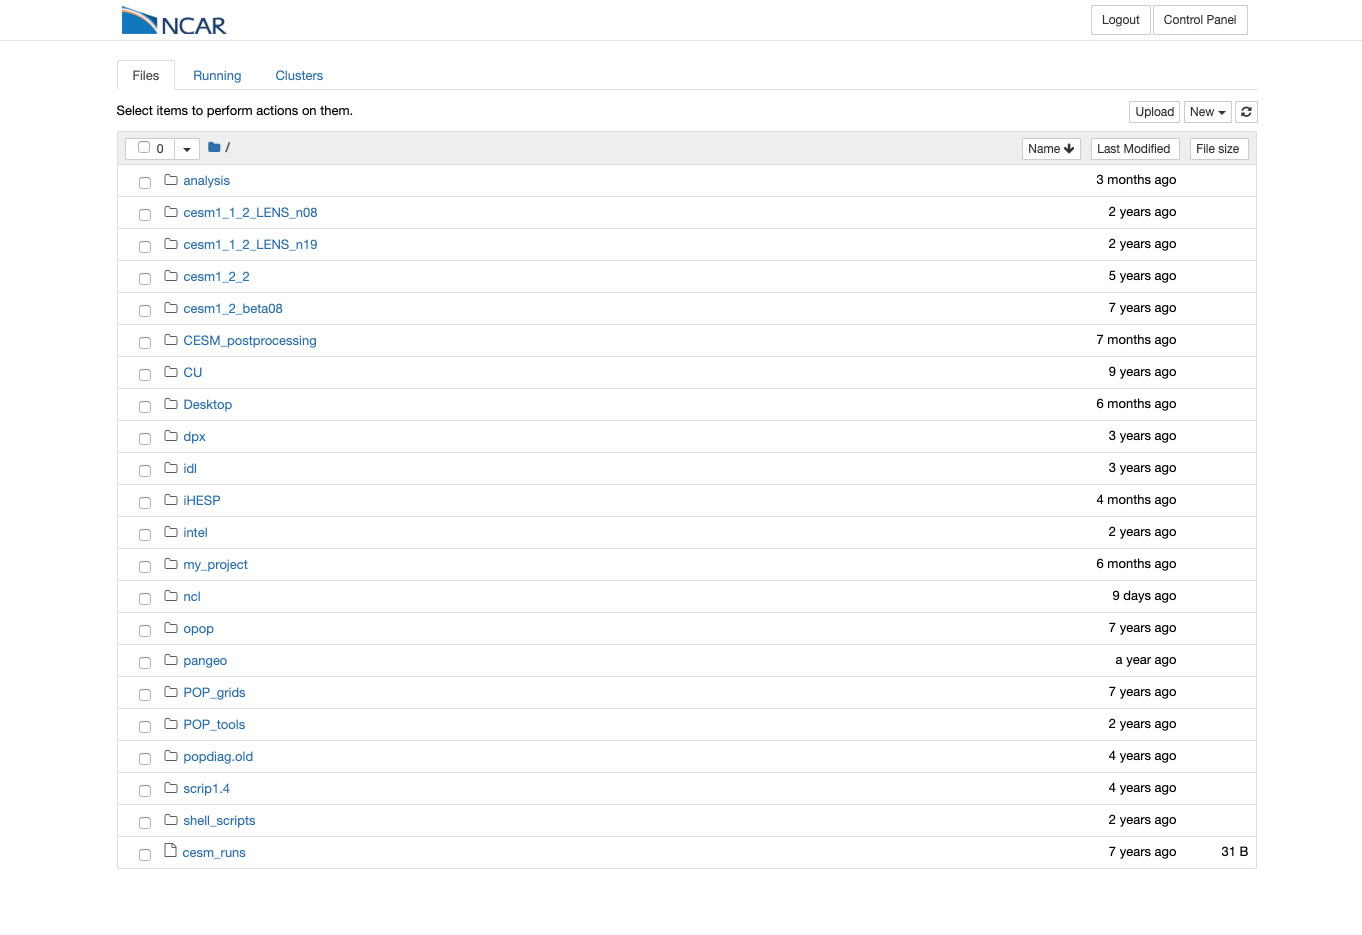 NCAR
Logout Control Panel
Files Running Clusters
Select items to perform actions on them.
Upload New
0 / Name Last Modified File size
analysis 3 months ago
cesm1_1_2_LENS_n08 2 years ago
cesm1_1_2_LENS_n19 2 years ago
cesm1_2_2 5 years ago
cesm1_2_beta08 7 years ago
CESM_postprocessing 7 months ago
CU 9 years ago
Desktop 6 months ago
dpx 3 years ago
idl 3 years ago
iHESP 4 months ago
intel 2 years ago
my_project 6 months ago
ncl 9 days ago
opop 7 years ago
pangeo a year ago
POP_grids 7 years ago
POP_tools 2 years ago
popdiag.old 4 years ago
scrip1.4 4 years ago
shell_scripts 2 years ago
cesm_runs 7 years ago 31 B